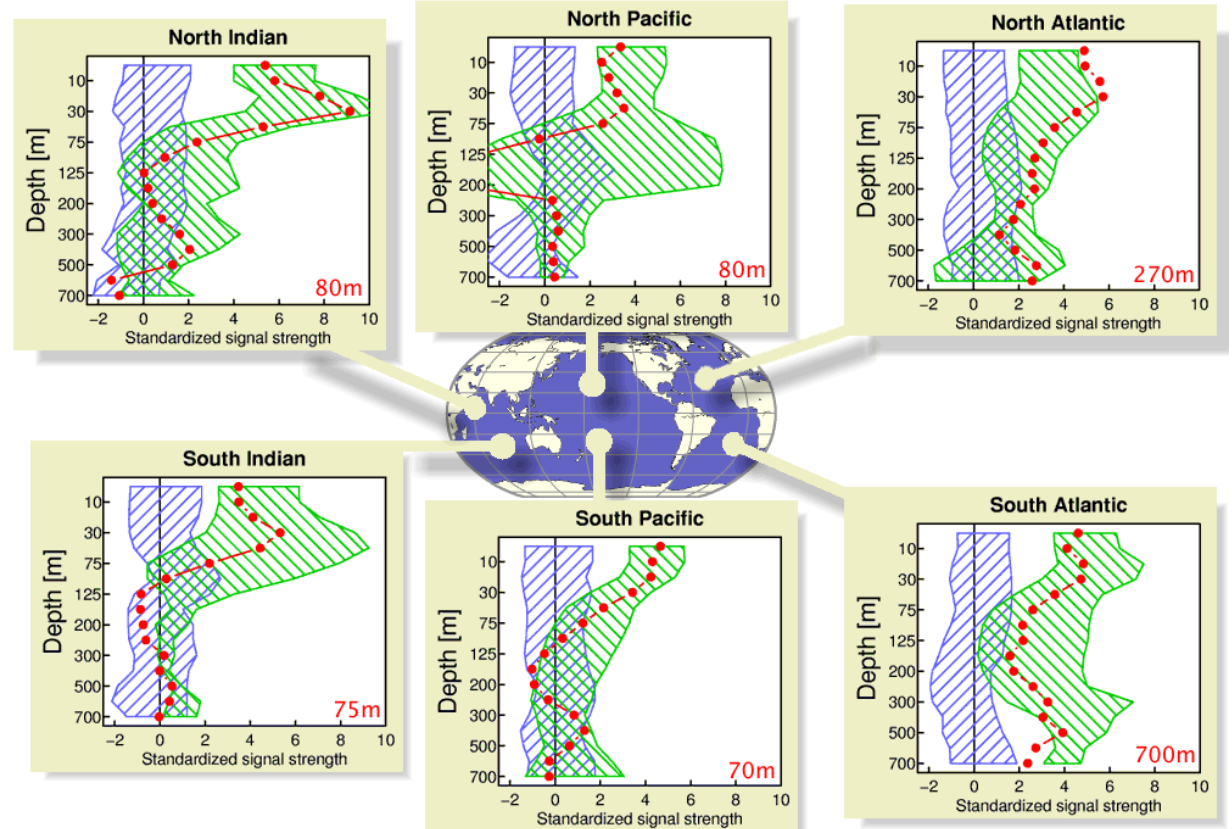 North Indian
Depth [m]
10
30
75
125
200
300
500
700
80m
−2 0 2 4 6 8 10
Standardized signal strength
North Pacific
Depth [m]
10
30
75
125
200
300
500
700
80m
−2 0 2 4 6 8 10
Standardized signal strength
North Atlantic
Depth [m]
10
30
75
125
200
300
500
700
270m
−2 0 2 4 6 8 10
Standardized signal strength
South Indian
Depth [m]
10
30
75
125
200
300
500
700
75m
−2 0 2 4 6 8 10
Standardized signal strength
South Pacific
Depth [m]
10
30
75
125
200
300
500
700
70m
−2 0 2 4 6 8 10
Standardized signal strength
South Atlantic
Depth [m]
10
30
75
125
200
300
500
700
700m
−2 0 2 4 6 8 10
Standardized signal strength